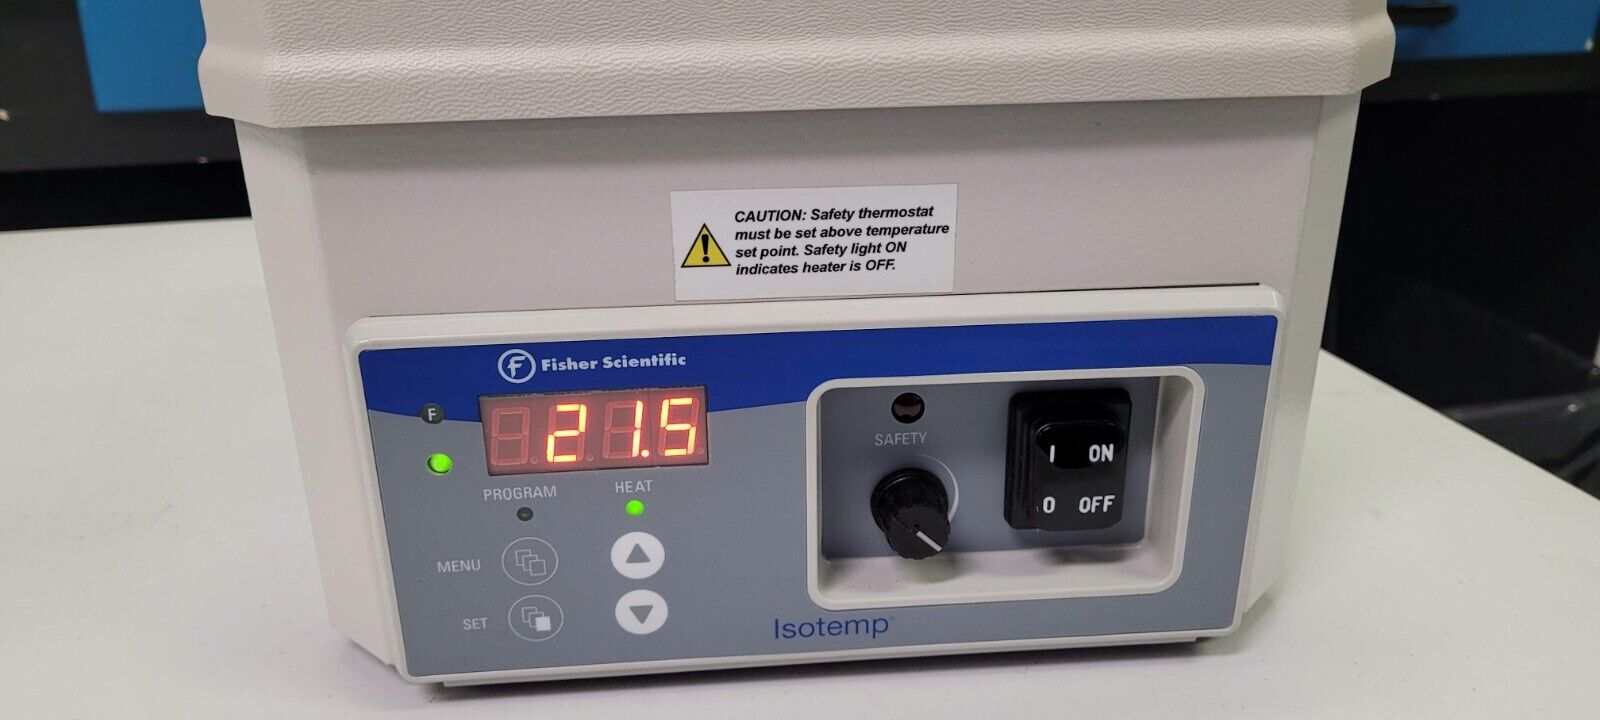 CAUTION: Safety thermostat
must be set above temperature
set point. Safety light ON
indicates heater is OFF.
F Fisher Scientific
F
21.5
SAFETY
I ON
O OFF
PROGRAM HEAT
MENU
SET
Isotemp